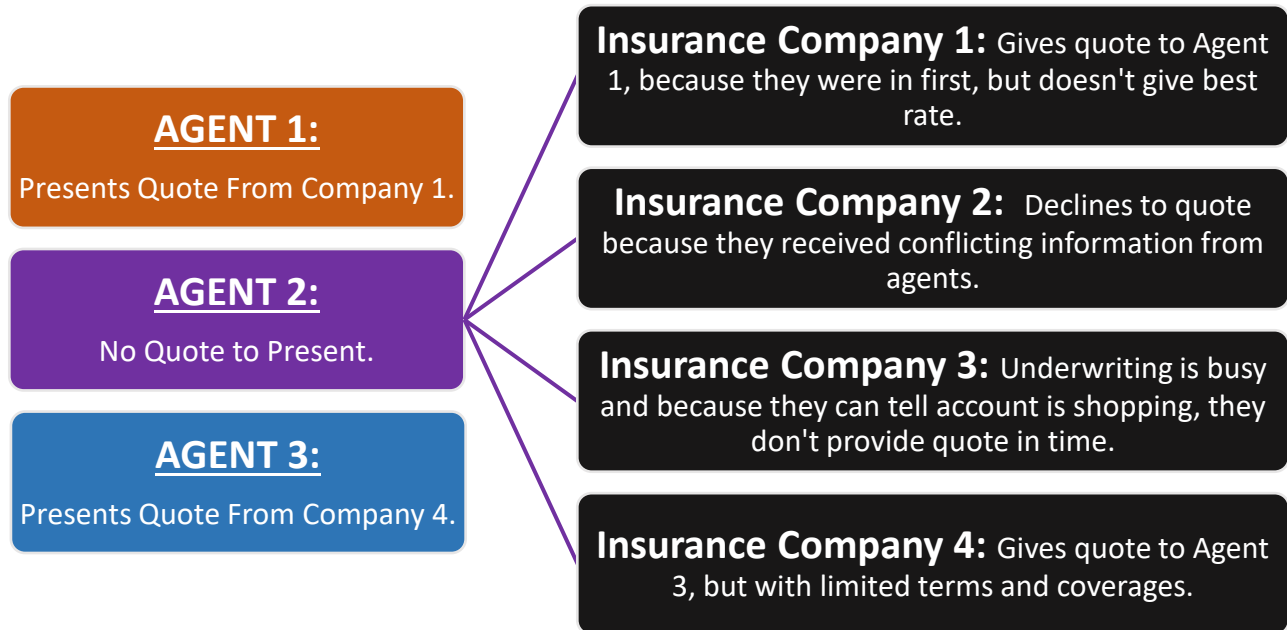 AGENT 1:
Presents Quote From Company 1.
AGENT 2:
No Quote to Present.
AGENT 3:
Presents Quote From Company 4.
Insurance Company 1: Gives quote to Agent
1, because they were in first, but doesn't give best
rate.
Insurance Company 2: Declines to quote
because they received conflicting information from
agents.
Insurance Company 3: Underwriting is busy
and because they can tell account is shopping, they
don't provide quote in time.
Insurance Company 4: Gives quote to Agent
3, but with limited terms and coverages.